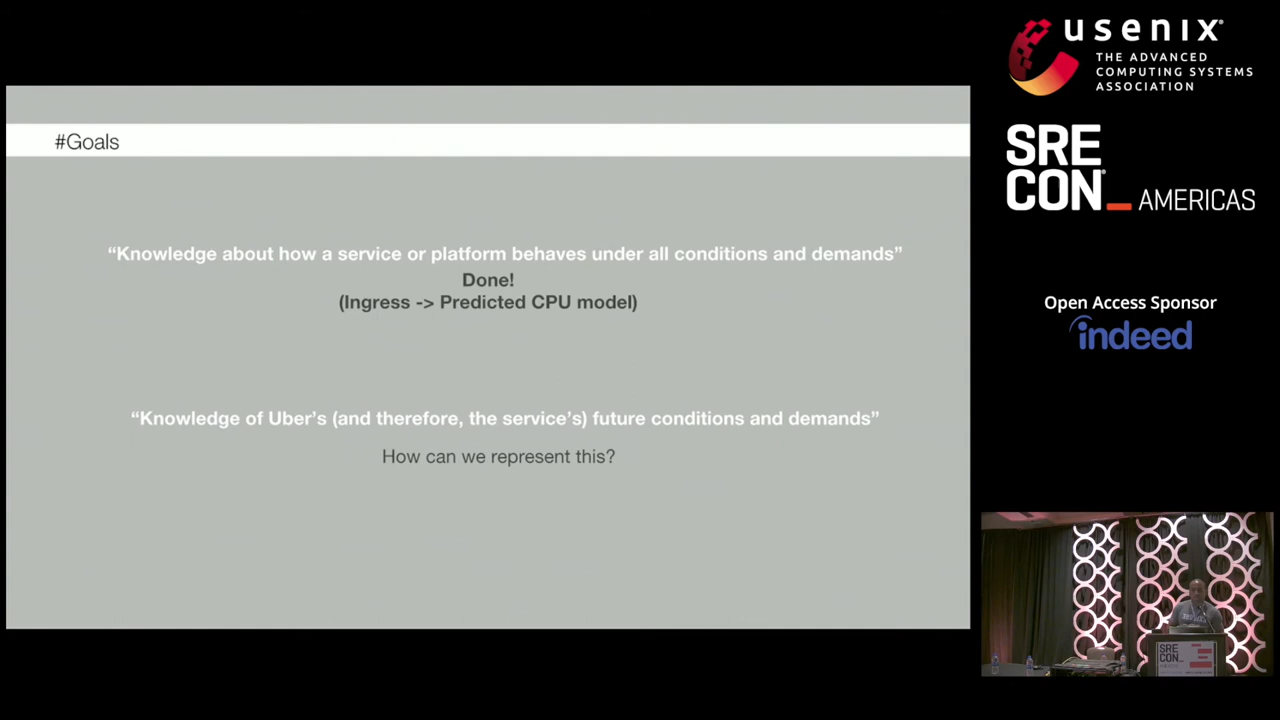 #Goals
“Knowledge about how a service or platform behaves under all conditions and demands”
Done!
(Ingress -> Predicted CPU model)
“Knowledge of Uber’s (and therefore, the service’s) future conditions and demands”
How can we represent this?
usenix
THE ADVANCED
COMPUTING SYSTEMS
ASSOCIATION
SRE
CON AMERICAS
Open Access Sponsor
indeed
SRE
CON